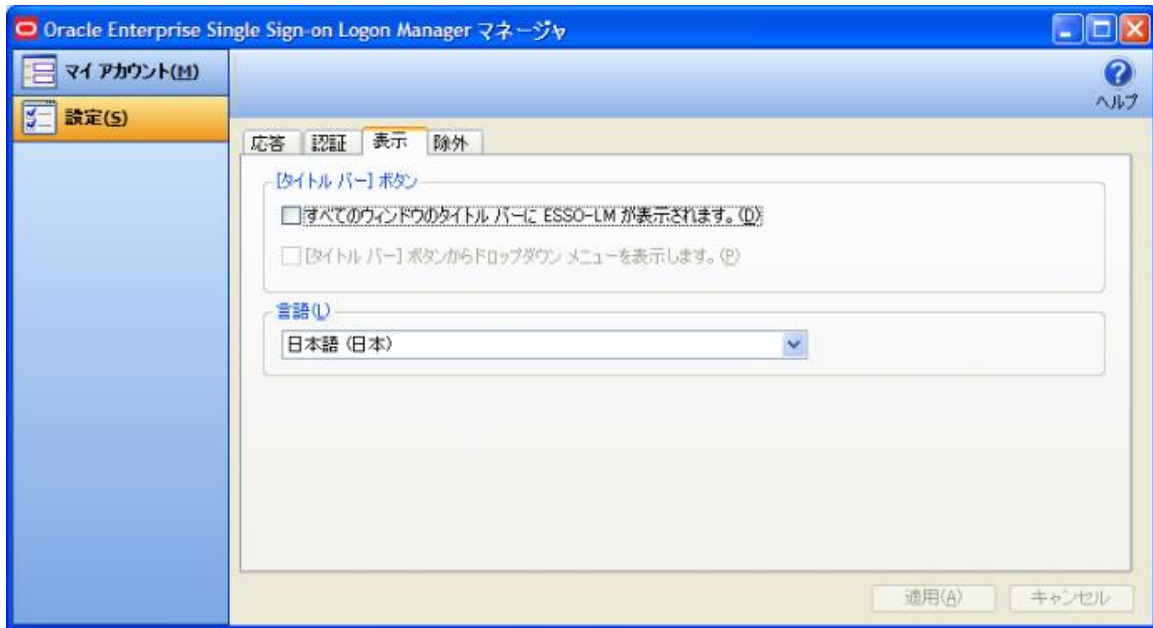 Oracle Enterprise Single Sign-on Logon Manager マネージャ
マイ アカウント(M)
設定(S)
ヘルプ
応答 認証 表示 除外
[タイトル バー] ボタン
すべてのウィンドウのタイトル バーに ESSO-LM が表示されます。(D)
[タイトル バー] ボタンからドロップダウン メニューを表示します。(P)
言語(L)
日本語 (日本)
適用(A) キャンセル